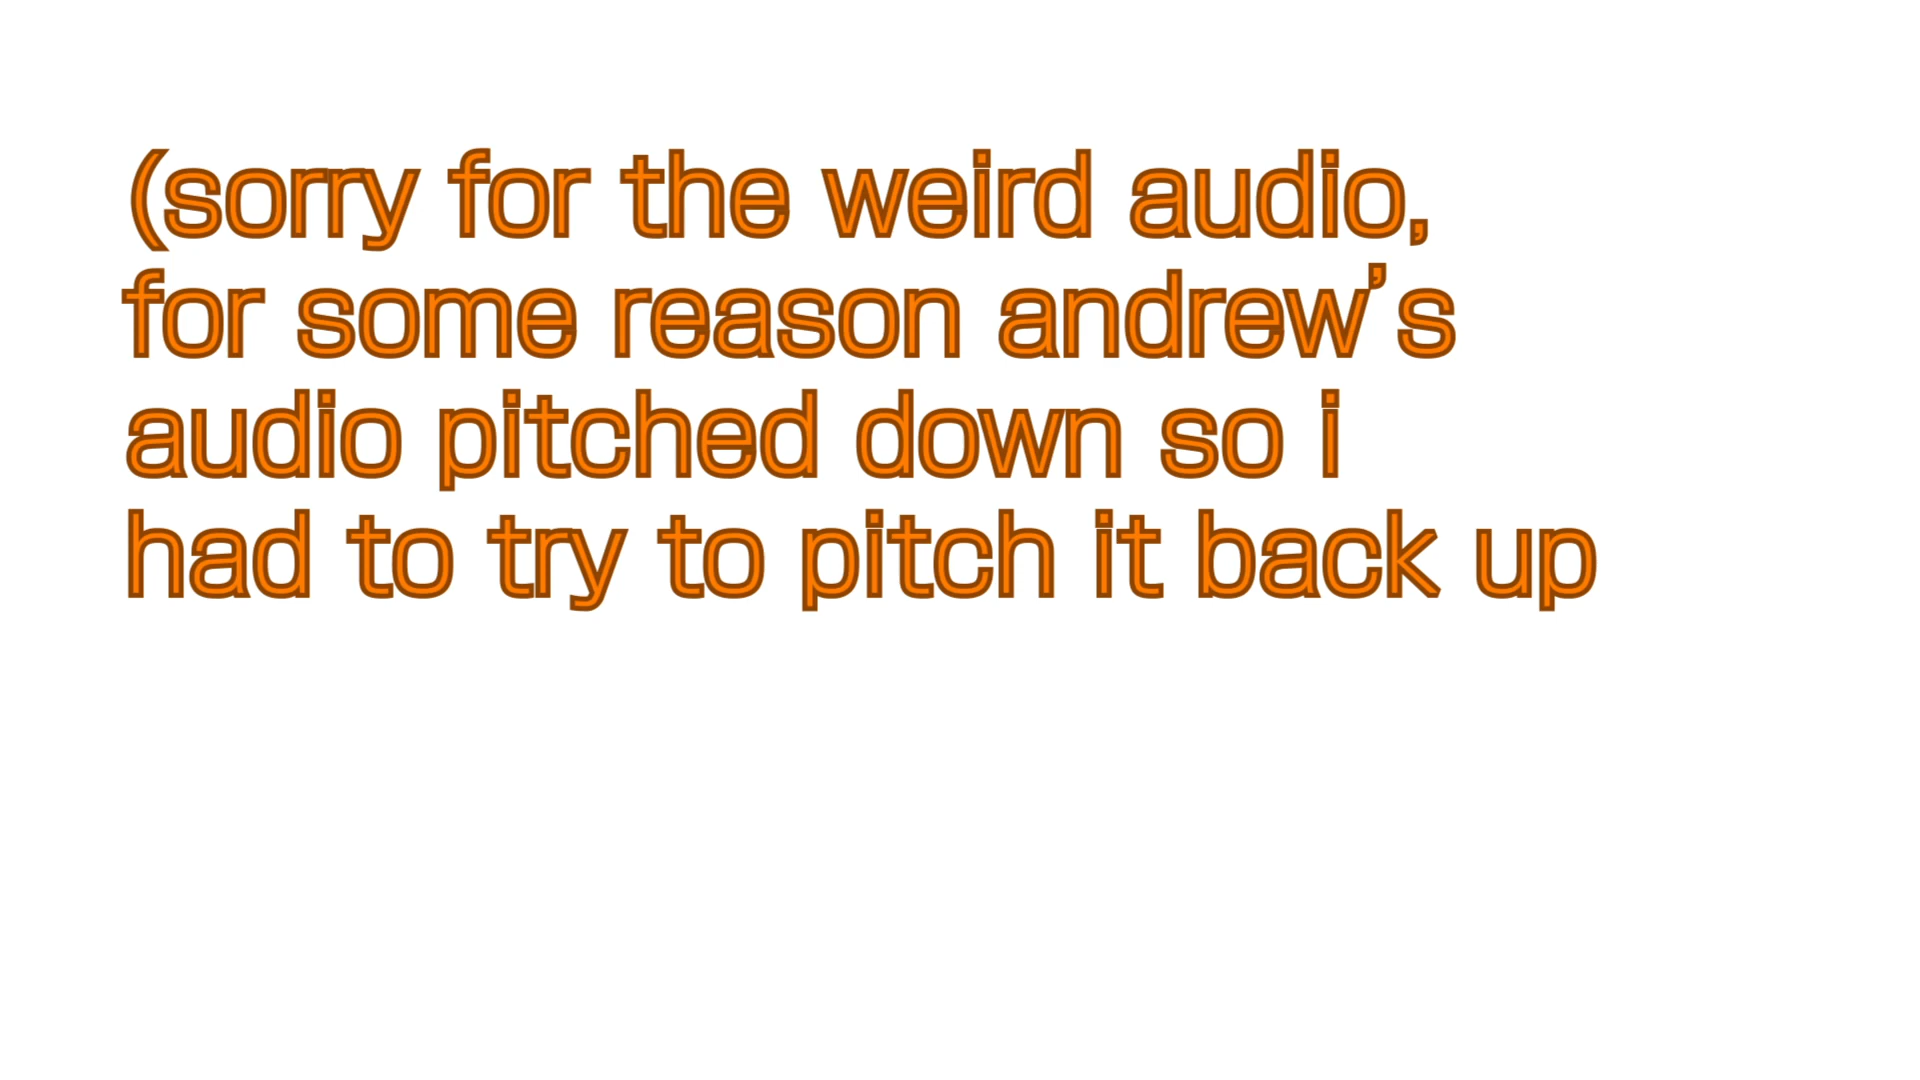 (sorry for the weird audio,
for some reason andrew's
audio pitched down so i
had to try to pitch it back up